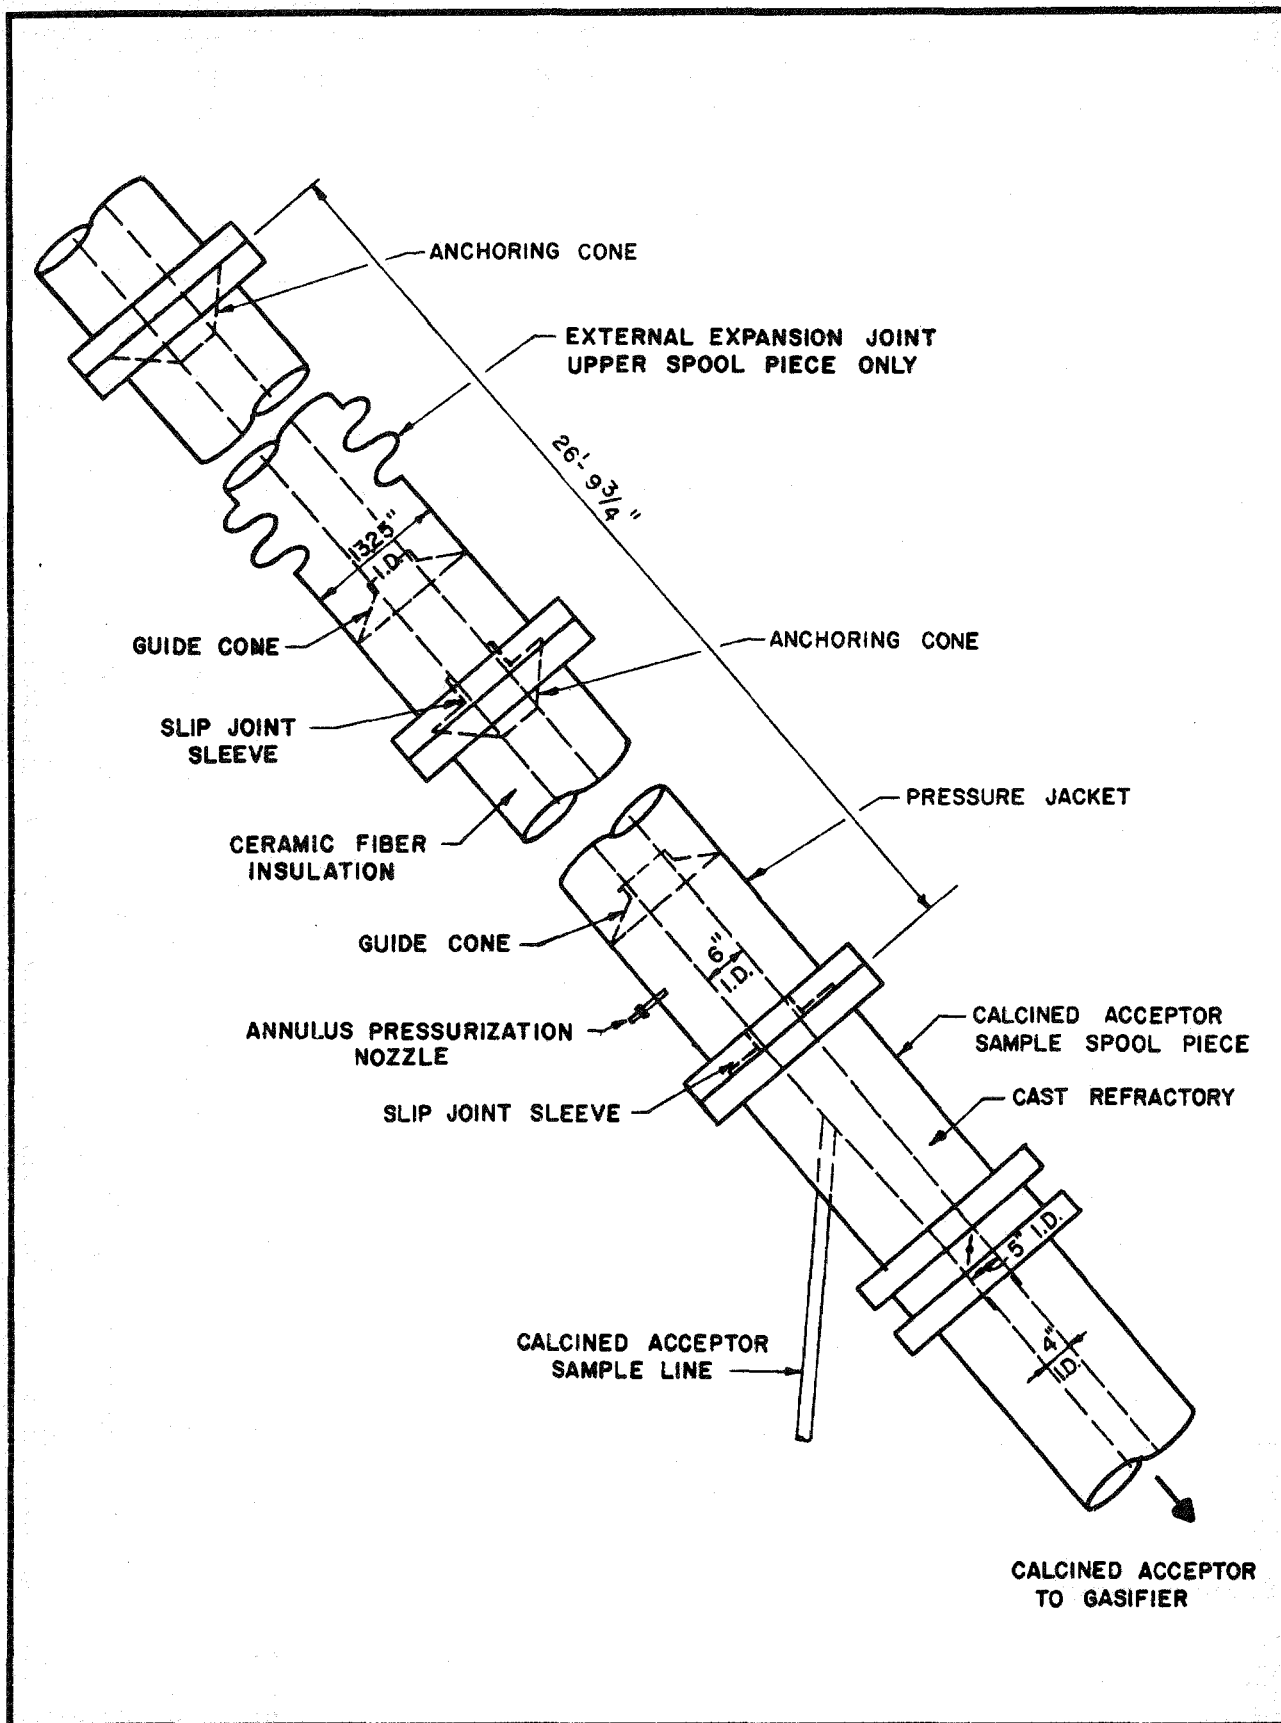 ANCHORING CONE
EXTERNAL EXPANSION JOINT
UPPER SPOOL PIECE ONLY
26'-9 3/4"
1325"
I.D.
GUIDE CONE
ANCHORING CONE
SLIP JOINT
SLEEVE
PRESSURE JACKET
CERAMIC FIBER
INSULATION
GUIDE CONE
6"
I.D.
ANNULUS PRESSURIZATION
NOZZLE
CALCINED ACCEPTOR
SAMPLE SPOOL PIECE
SLIP JOINT SLEEVE
CAST REFRACTORY
5" I.D.
CALCINED ACCEPTOR
SAMPLE LINE
4"
I.D.
CALCINED ACCEPTOR
TO GASIFIER